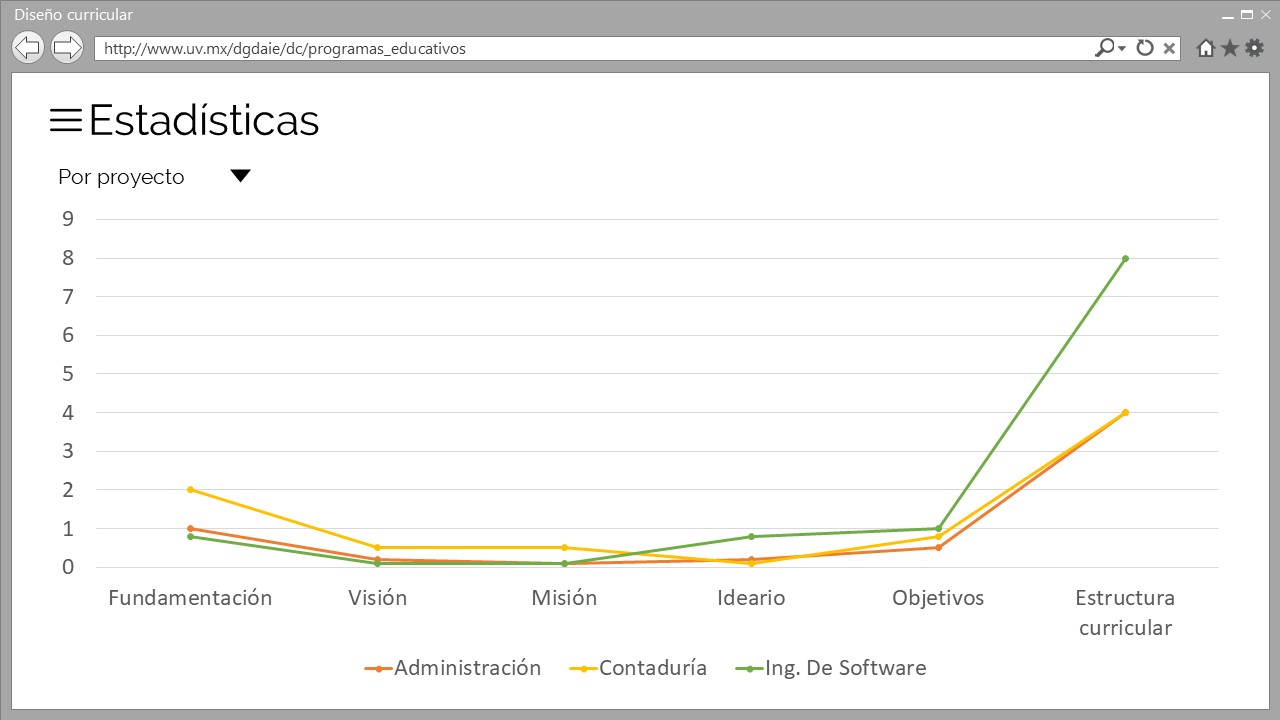 Diseño curricular
http://www.uv.mx/dgdaie/dc/programas_educativos
Estadísticas
Por proyecto
9
8
7
6
5
4
3
2
1
0
Fundamentación Visión Misión Ideario Objetivos Estructura
curricular
Administración Contaduría Ing. De Software